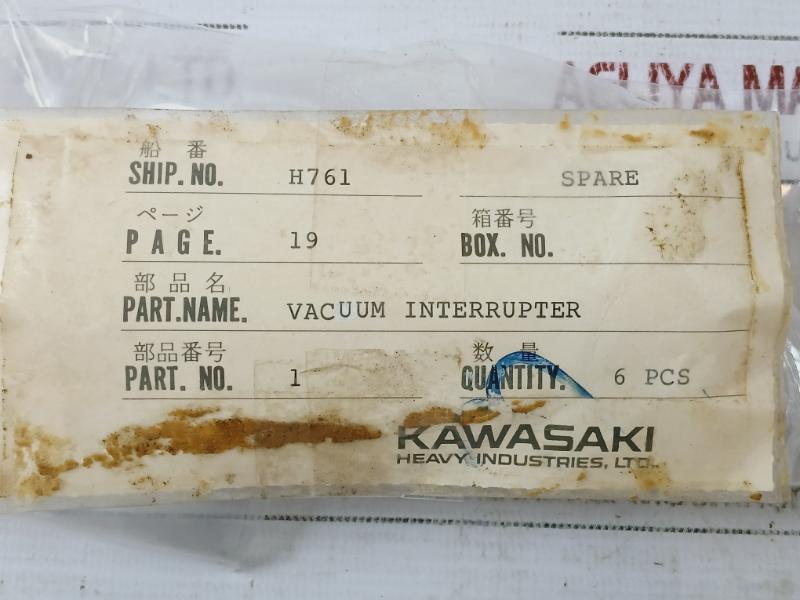 ASUYA MA
船番
SHIP. NO. H761 SPARE
ページ 箱番号
PAGE. 19 BOX. NO.
部品名
PART.NAME. VACUUM INTERRUPTER
部品番号 数量
PART. NO. 1 QUANTITY. 6 PCS
KAWASAKI
HEAVY INDUSTRIES, LTD.